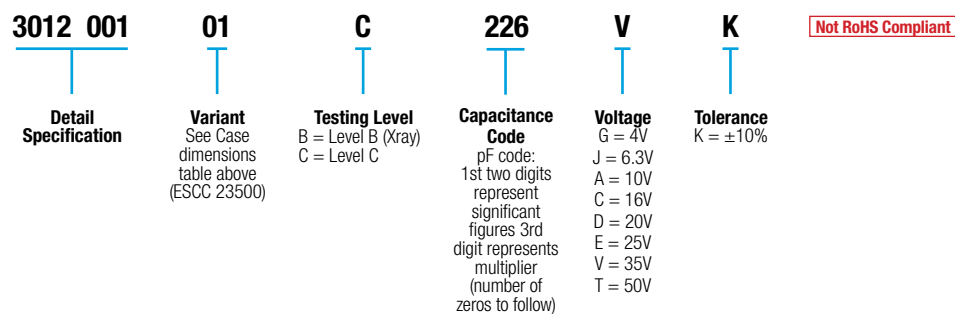 3012 001 01 C 226 V K
Not RoHS Compliant
Detail
Specification
Variant
See Case
dimensions
table above
(ESCC 23500)
Testing Level
B = Level B (Xray)
C = Level C
Capacitance
Code
pF code:
1st two digits
represent
significant
figures 3rd
digit represents
multiplier
(number of
zeros to follow)
Voltage
G = 4V
J = 6.3V
A = 10V
C = 16V
D = 20V
E = 25V
V = 35V
T = 50V
Tolerance
K = ±10%